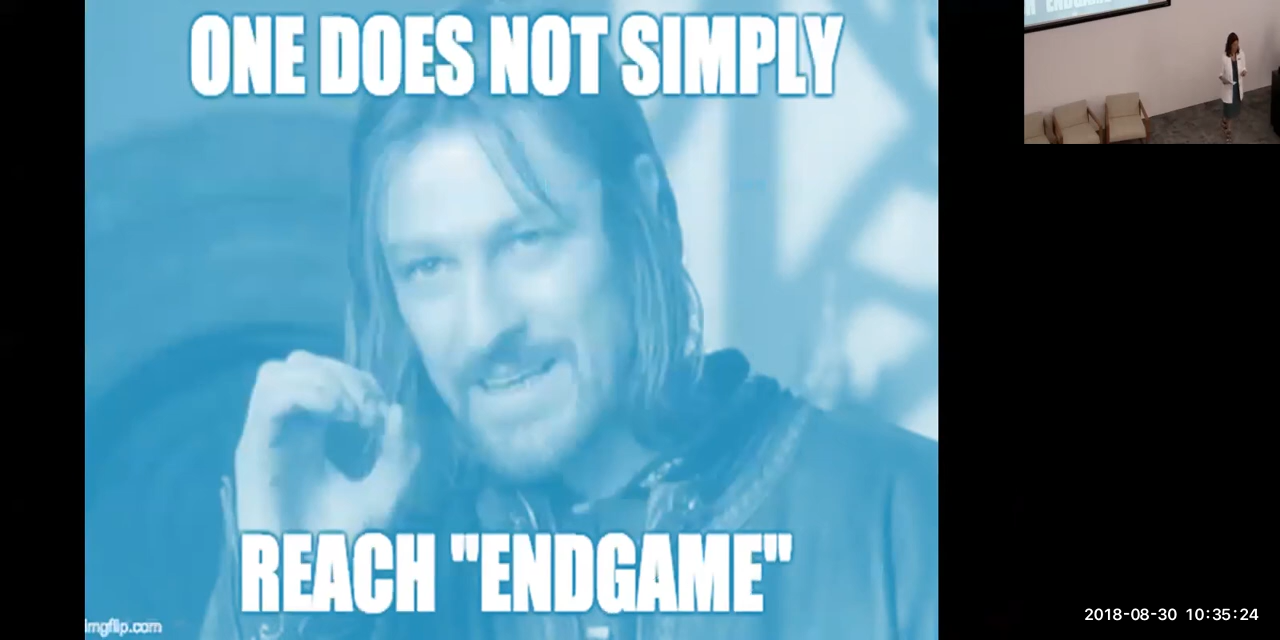 ONE DOES NOT SIMPLY
REACH "ENDGAME"
imgflip.com
2018-08-30 10:35:24